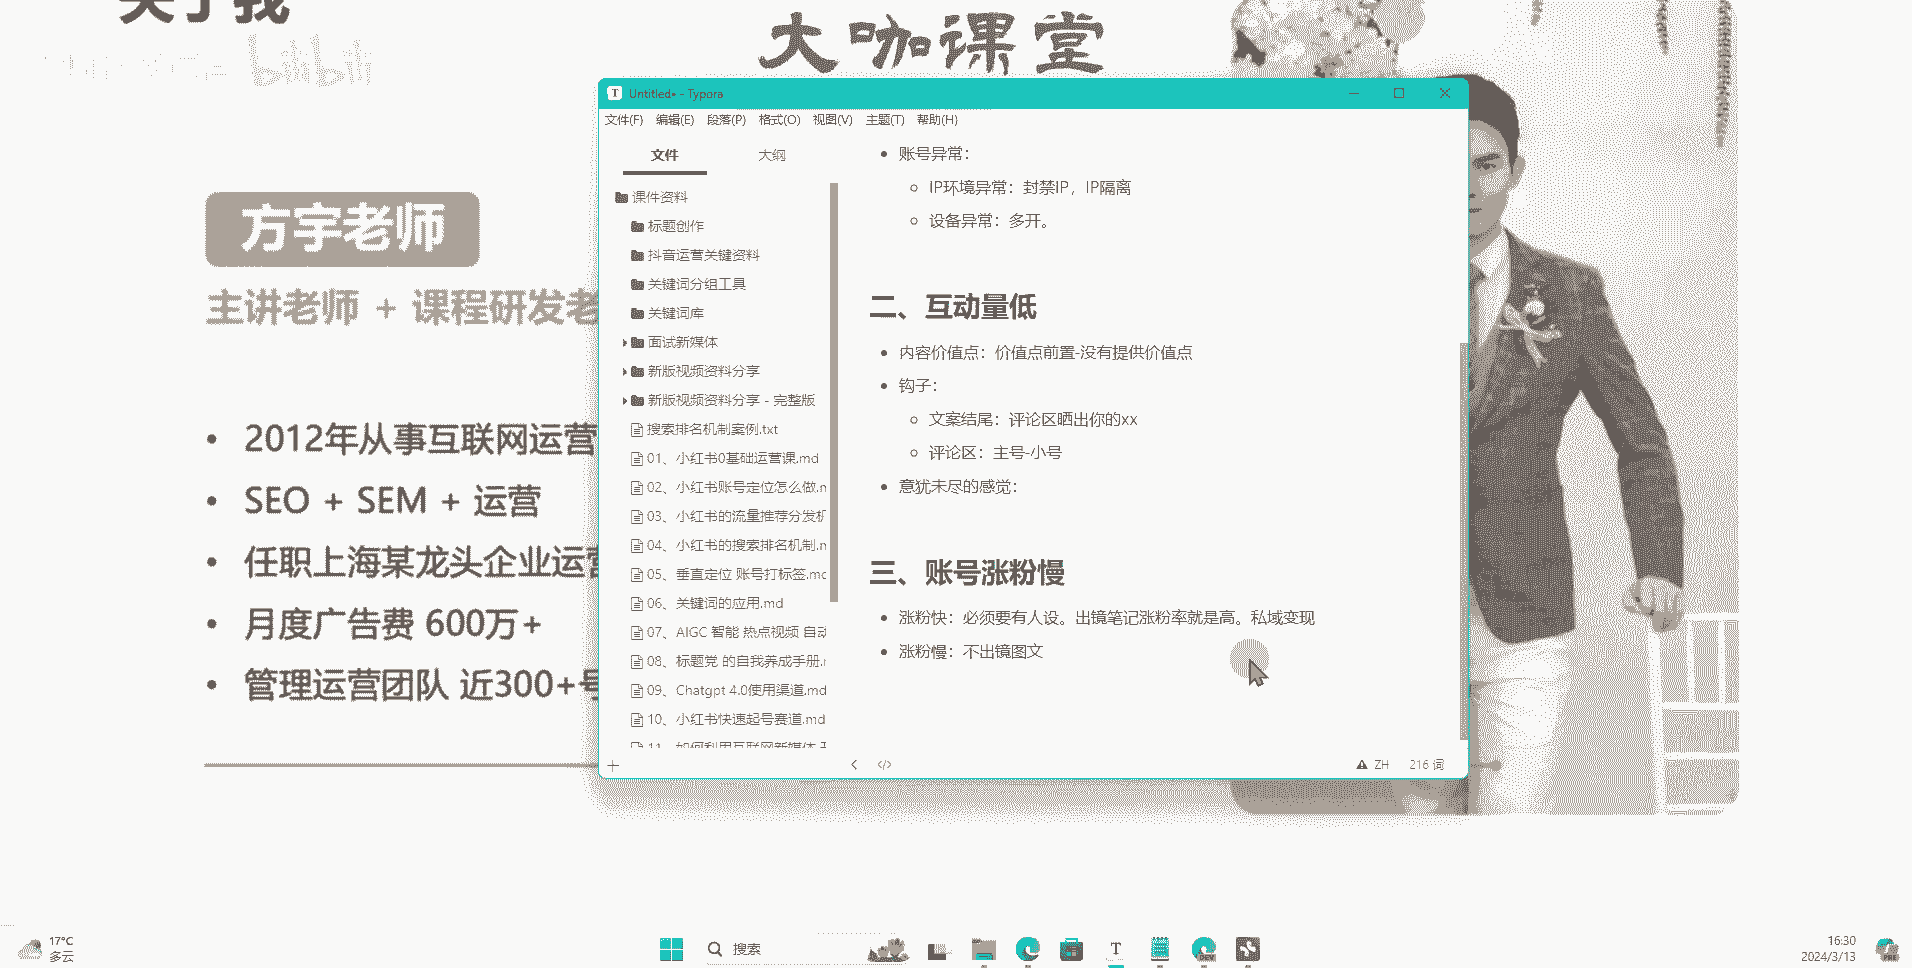 关于我
bilibili
大咖课堂
方宇老师
主讲老师 + 课程研发老
• 2012年从事互联网运营
• SEO + SEM + 运营
• 任职上海某龙头企业运营
• 月度广告费 600万+
• 管理运营团队 近300+号
Untitled• - Typora
文件(F) 编辑(E) 段落(P) 格式(O) 视图(V) 主题(T) 帮助(H)
文件 大纲
课件资料
标题创作
抖音运营关键资料
关键词分组工具
关键词库
面试新媒体
新版视频资料分享
新版视频资料分享 - 完整版
搜索排名机制案例.txt
01、小红书0基础运营课.md
02、小红书账号定位怎么做.m
03、小红书的流量推荐分发机
04、小红书的搜索排名机制.m
05、垂直定位 账号打标签.md
06、关键词的应用.md
07、AIGC 智能 热点视频 自动
08、标题党 的自我养成手册.
09、Chatgpt 4.0使用渠道.md
10、小红书快速起号赛道.md
11、如何利用互联网新媒体
• 账号异常：
◦ IP环境异常：封禁IP，IP隔离
◦ 设备异常：多开。
二、互动量低
• 内容价值点：价值点前置-没有提供价值点
• 钩子：
◦ 文案结尾：评论区晒出你的xx
◦ 评论区：主号-小号
• 意犹未尽的感觉：
三、账号涨粉慢
• 涨粉快：必须要有人设。出镜笔记涨粉率就是高。私域变现
• 涨粉慢：不出镜图文
ZH 216 词
17°C
多云
搜索
16:30
2024/3/13